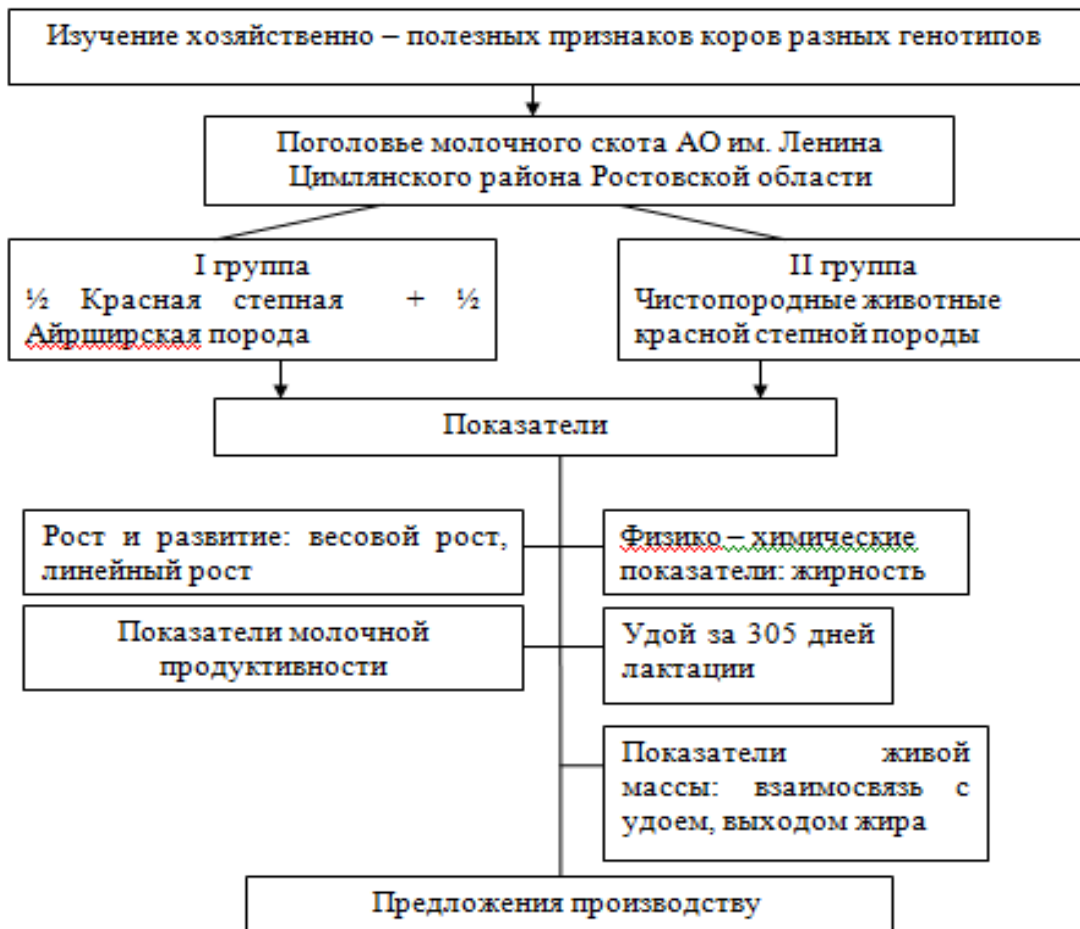 Изучение хозяйственно – полезных признаков коров разных генотипов
Поголовье молочного скота АО им. Ленина
Цимлянского района Ростовской области
I группа
½ Красная степная + ½
Айрширская порода
II группа
Чистопородные животные
красной степной породы
Показатели
Рост и развитие: весовой рост,
линейный рост
Физико – химические
показатели: жирность
Показатели молочной
продуктивности
Удой за 305 дней
лактации
Показатели живой
массы: взаимосвязь с
удоем, выходом жира
Предложения производству